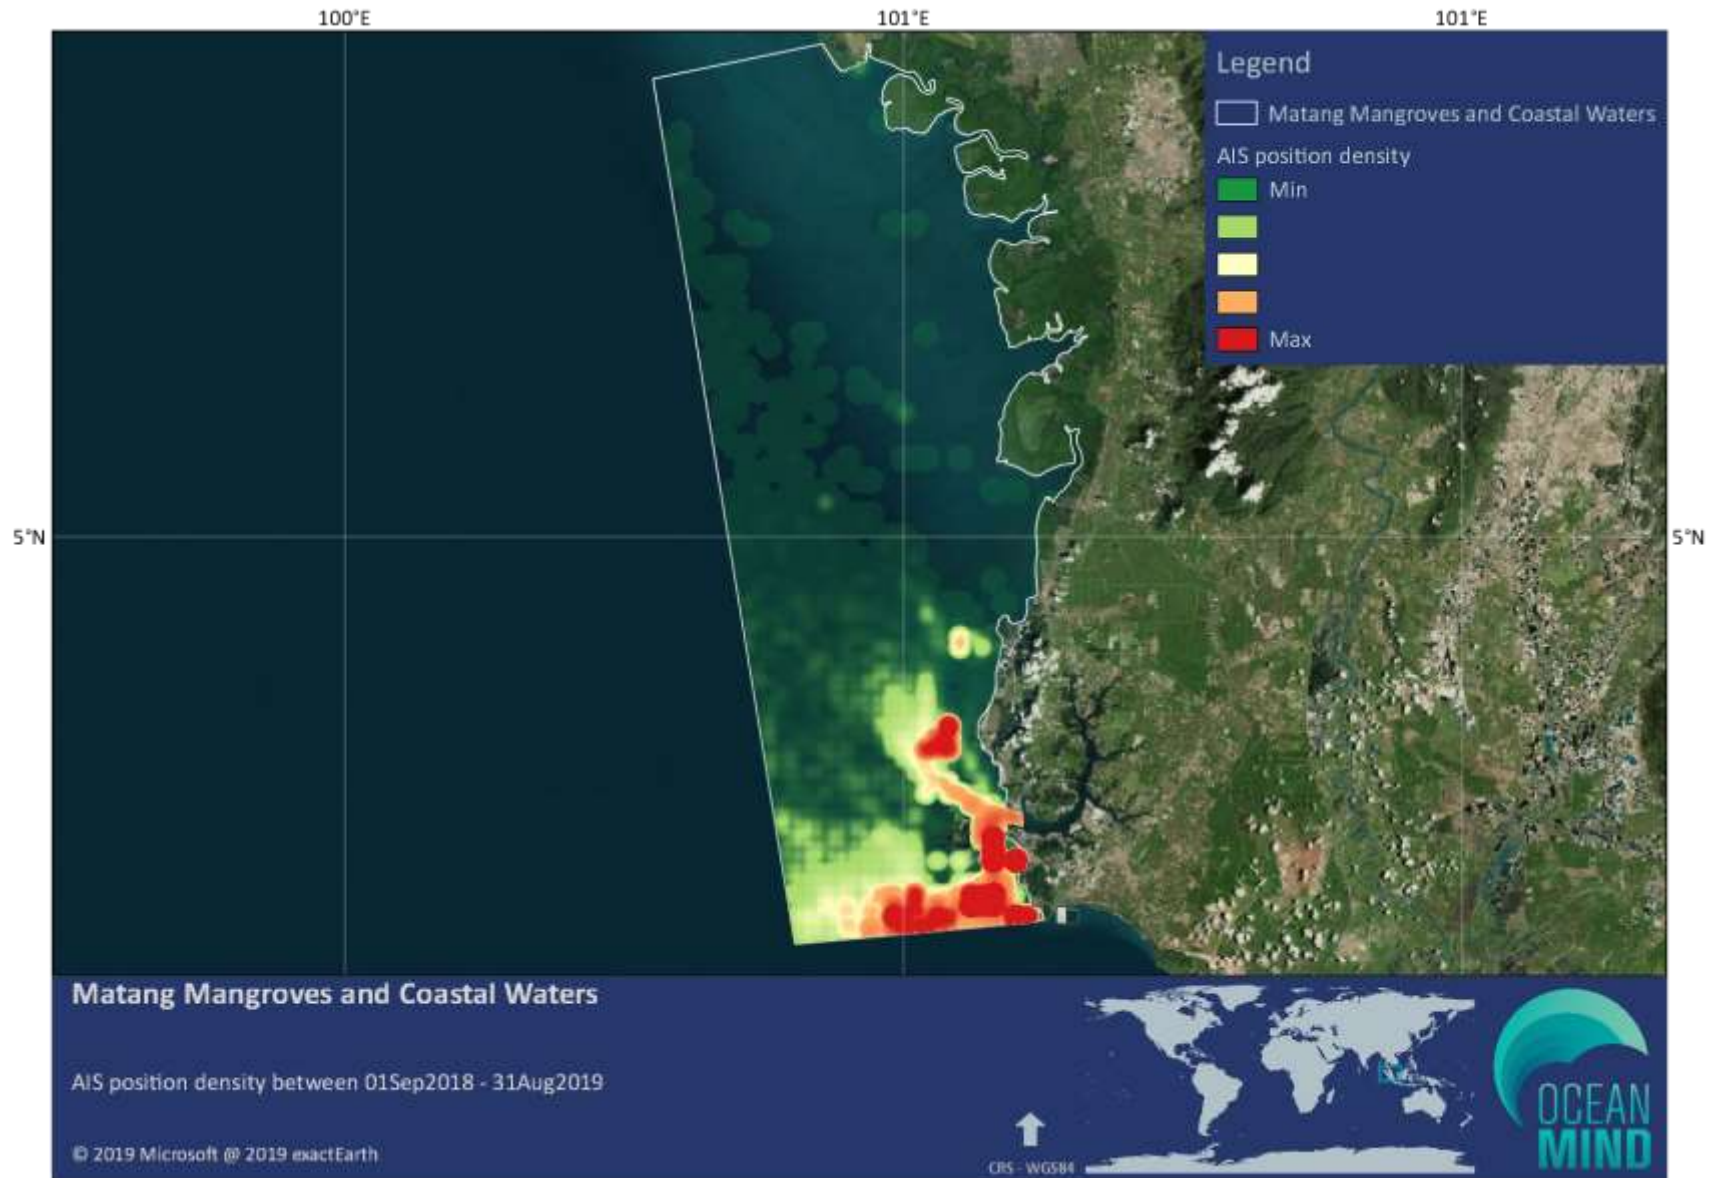 100°E 101°E 101°E
Legend
Matang Mangroves and Coastal Waters
AIS position density
Min
Max
5°N 5°N
Matang Mangroves and Coastal Waters
AIS position density between 01Sep2018 - 31Aug2019
© 2019 Microsoft @ 2019 exactEarth
CRS - WGS84
OCEAN
MIND